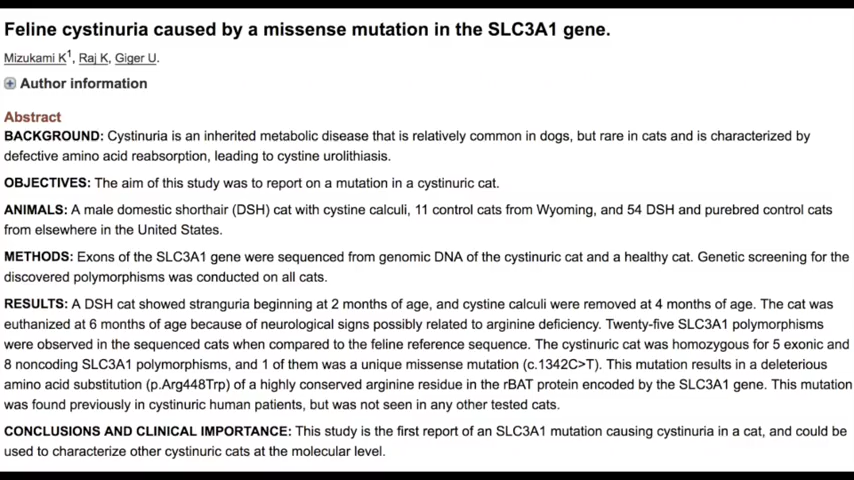 Feline cystinuria caused by a missense mutation in the SLC3A1 gene.
Mizukami K1, Raj K, Giger U.
Author information
Abstract
BACKGROUND: Cystinuria is an inherited metabolic disease that is relatively common in dogs, but rare in cats and is characterized by
defective amino acid reabsorption, leading to cystine urolithiasis.
OBJECTIVES: The aim of this study was to report on a mutation in a cystinuric cat.
ANIMALS: A male domestic shorthair (DSH) cat with cystine calculi, 11 control cats from Wyoming, and 54 DSH and purebred control cats
from elsewhere in the United States.
METHODS: Exons of the SLC3A1 gene were sequenced from genomic DNA of the cystinuric cat and a healthy cat. Genetic screening for the
discovered polymorphisms was conducted on all cats.
RESULTS: A DSH cat showed stranguria beginning at 2 months of age, and cystine calculi were removed at 4 months of age. The cat was
euthanized at 6 months of age because of neurological signs possibly related to arginine deficiency. Twenty-five SLC3A1 polymorphisms
were observed in the sequenced cats when compared to the feline reference sequence. The cystinuric cat was homozygous for 5 exonic and
8 noncoding SLC3A1 polymorphisms, and 1 of them was a unique missense mutation (c.1342C>T). This mutation results in a deleterious
amino acid substitution (p.Arg448Trp) of a highly conserved arginine residue in the rBAT protein encoded by the SLC3A1 gene. This mutation
was found previously in cystinuric human patients, but was not seen in any other tested cats.
CONCLUSIONS AND CLINICAL IMPORTANCE: This study is the first report of an SLC3A1 mutation causing cystinuria in a cat, and could be
used to characterize other cystinuric cats at the molecular level.